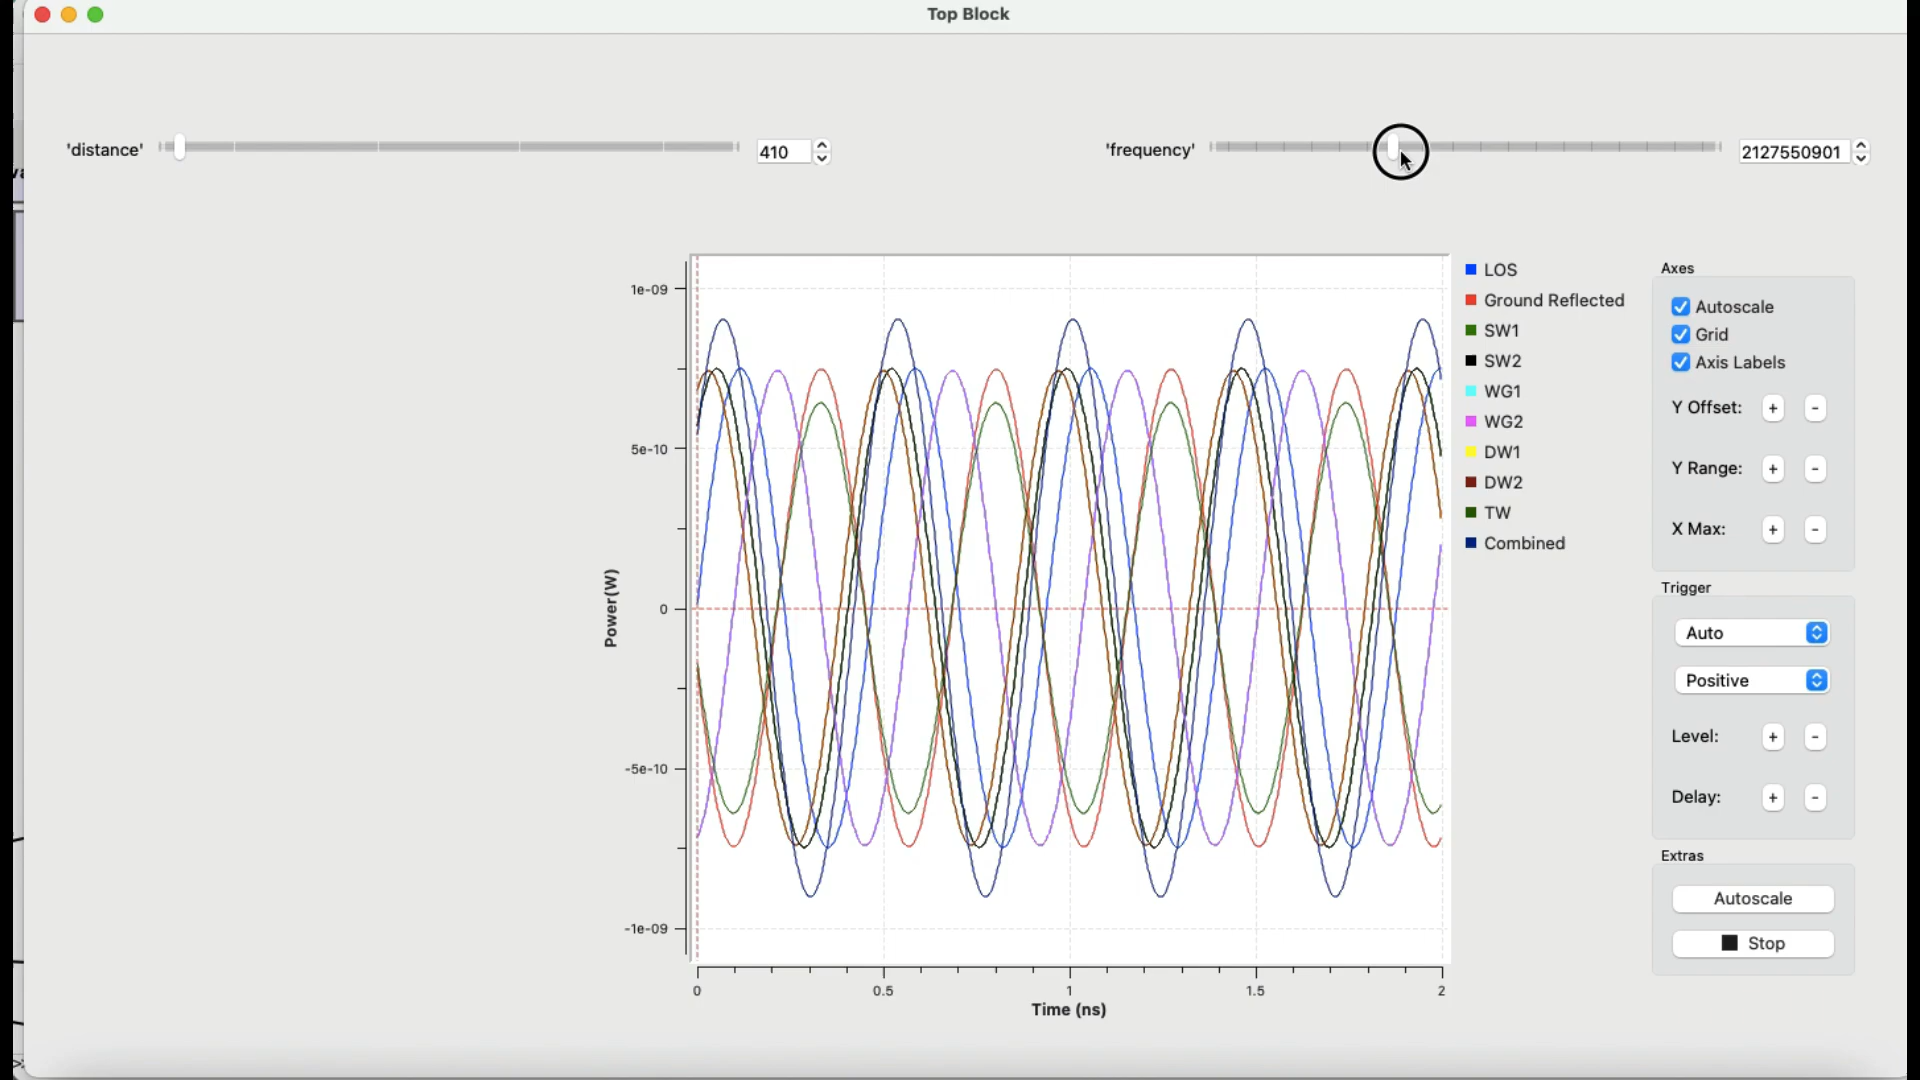 Top Block
'distance'
410
'frequency'
2127550901
1e-09
5e-10
0
-5e-10
-1e-09
Power(W)
0
0.5
1
1.5
2
Time (ns)
LOS
Ground Reflected
SW1
SW2
WG1
WG2
DW1
DW2
TW
Combined
Axes
Autoscale
Grid
Axis Labels
Y Offset: + -
Y Range: + -
X Max: + -
Trigger
Auto
Positive
Level: + -
Delay: + -
Extras
Autoscale
Stop